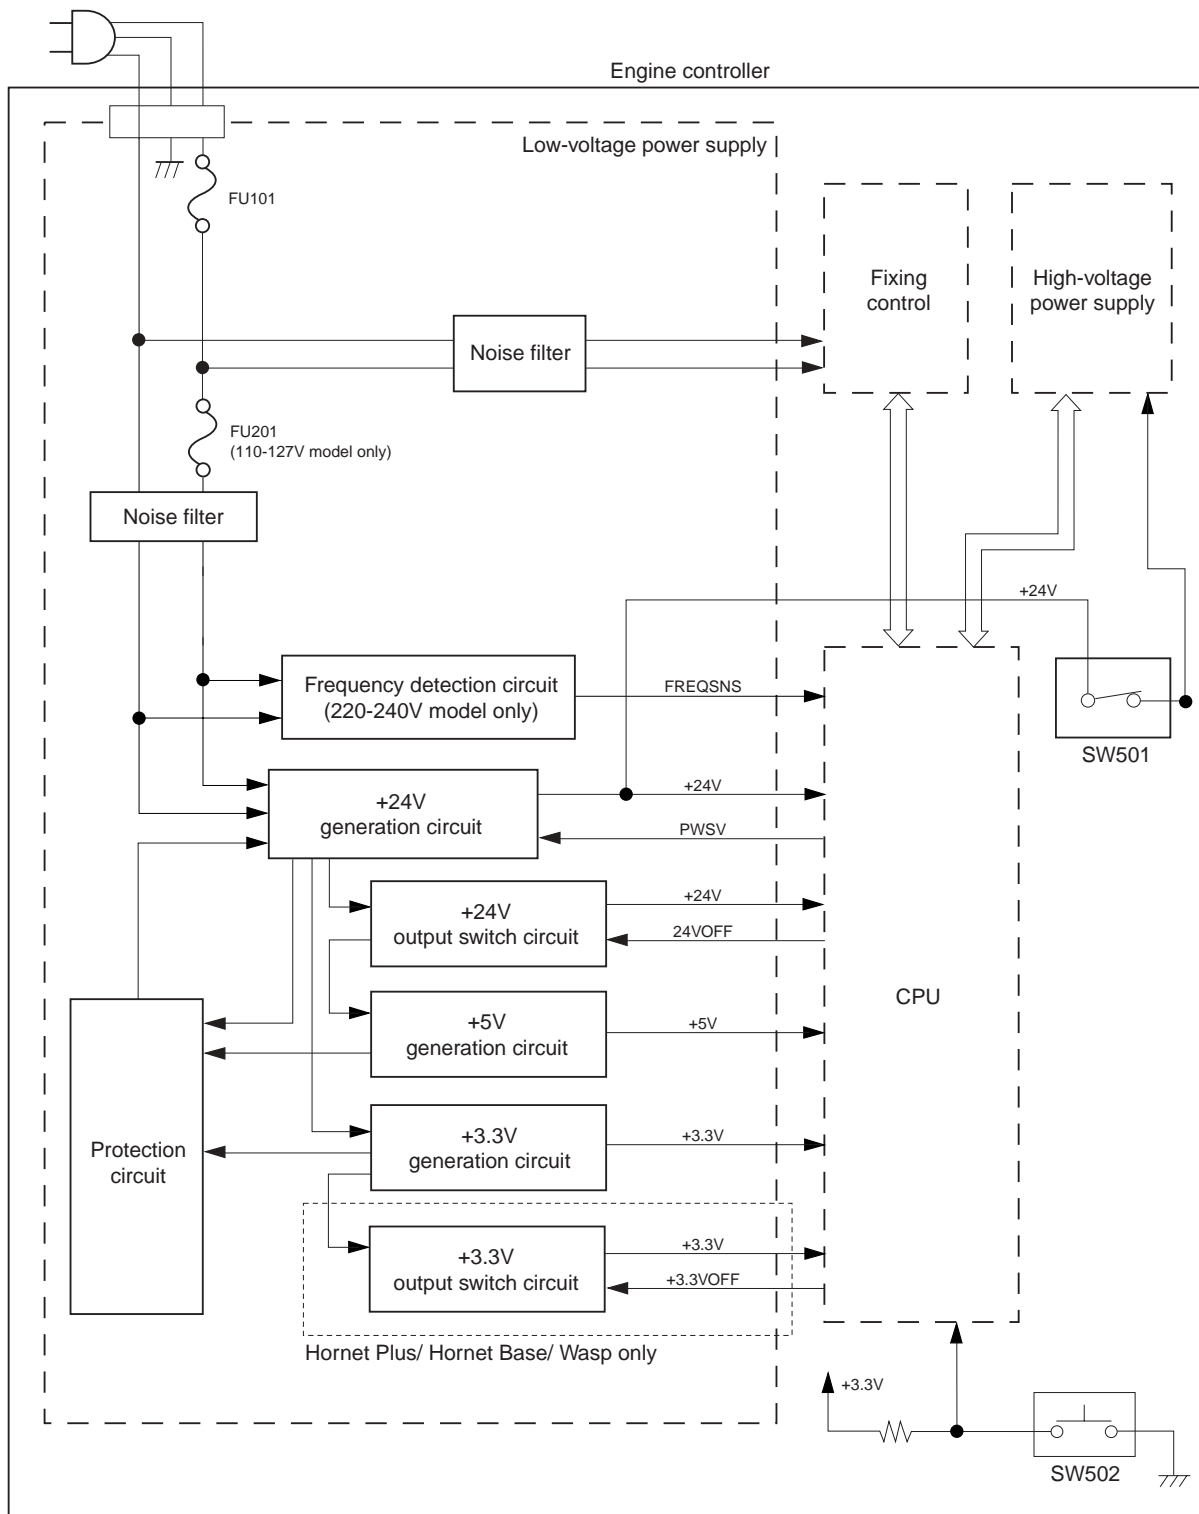 Engine controller
Low-voltage power supply
FU101
Fixing
control
High-voltage
power supply
Noise filter
FU201
(110-127V model only)
Noise filter
+24V
Frequency detection circuit
(220-240V model only)
FREQSNS
SW501
+24V
generation circuit
+24V
PWSV
+24V
output switch circuit
+24V
24VOFF
CPU
+5V
generation circuit
+5V
Protection
circuit
+3.3V
generation circuit
+3.3V
+3.3V
output switch circuit
+3.3V
+3.3VOFF
Hornet Plus/ Hornet Base/ Wasp only
+3.3V
SW502